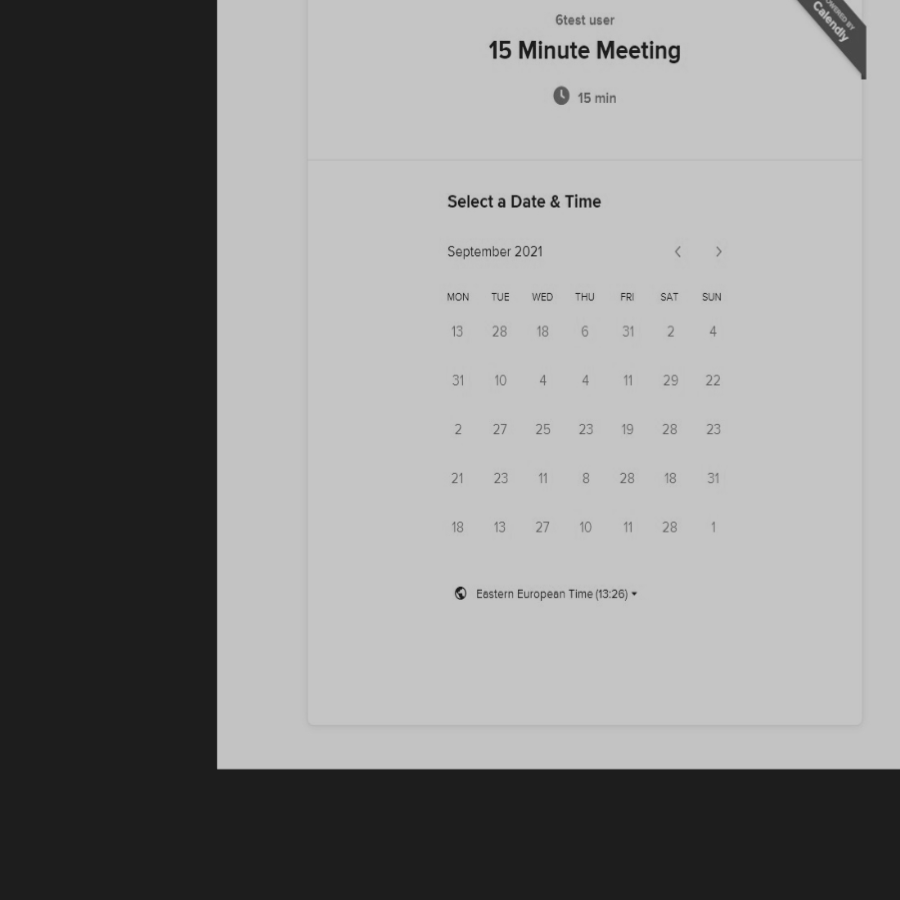 6test user
POWERED BY
Calendly
15 Minute Meeting
15 min
Select a Date & Time
September 2021
MON TUE WED THU FRI SAT SUN
13 28 18 6 31 2 4
31 10 4 4 11 29 22
2 27 25 23 19 28 23
21 23 11 8 28 18 31
18 13 27 10 11 28 1
Eastern European Time (13:26)